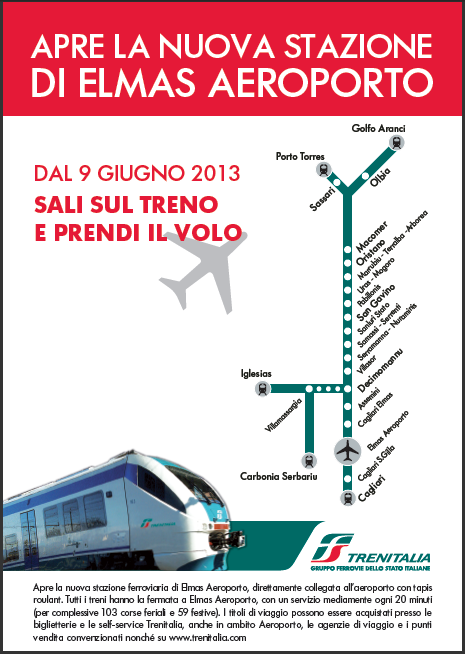 APRE LA NUOVA STAZIONE
DI ELMAS AEROPORTO
DAL 9 GIUGNO 2013
SALI SUL TRENO
E PRENDI IL VOLO
Golfo Aranci
Porto Torres
Olbia
Sassari
Macomer
Oristano
Marrubiu - Terralba - Arborea
Uras - Mogoro
Pabillonis
San Gavino
Sanluri Stato
Samassi - Serrenti
Serramanna - Nuraminis
Villasor
Decimomannu
Iglesias
Villamassargia
Carbonia Serbariu
Assemini
Cagliari Elmas
Elmas Aeroporto
Cagliari S.Gilla
Cagliari
TRENITALIA
TRENITALIA
GRUPPO FERROVIE DELLO STATO ITALIANE
Apre la nuova stazione ferroviaria di Elmas Aeroporto, direttamente collegata all'aeroporto con tapis
roulant. Tutti i treni hanno la fermata a Elmas Aeroporto, con un servizio mediamente ogni 20 minuti
(per complessive 103 corse feriali e 59 festive). I titoli di viaggio possono essere acquistati presso le
biglietterie e le self-service Trenitalia, anche in ambito Aeroporto, le agenzie di viaggio e i punti
vendita convenzionati nonché su www.trenitalia.com